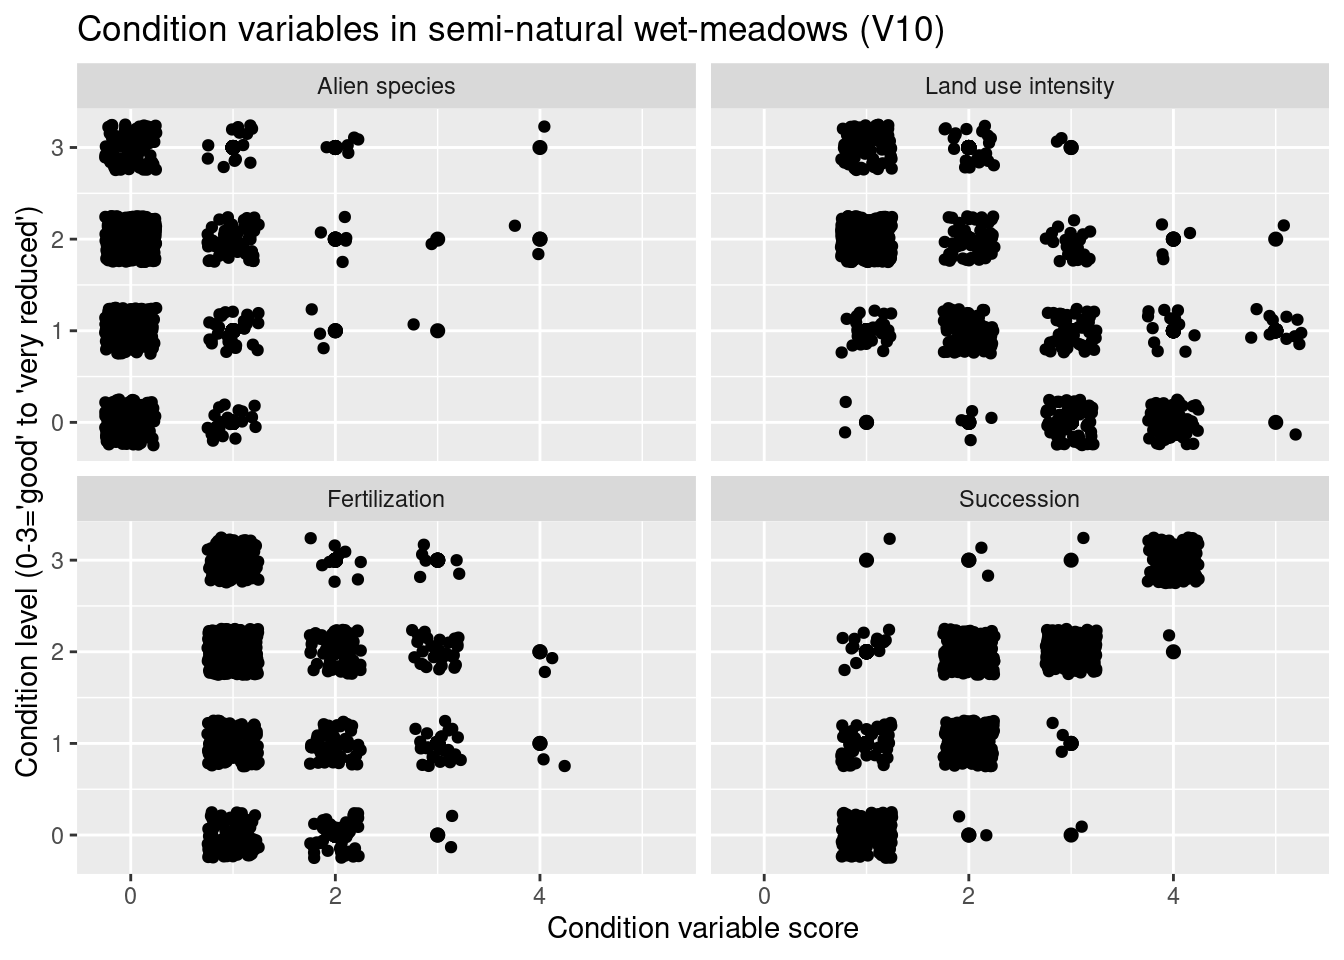 Condition variables in semi-natural wet-meadows (V10)
Alien species
Land use intensity
3
2
1
0
Fertilization
Succession
3
2
1
0
0 2 4
0 2 4
Condition variable score
Condition level (0-3='good' to 'very reduced')